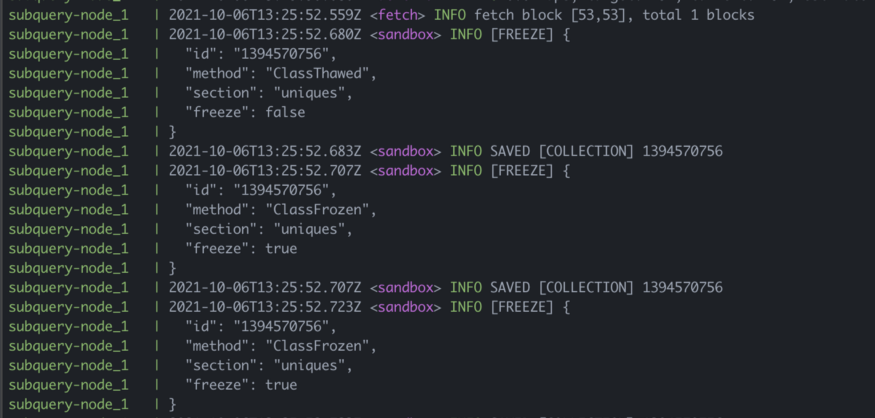 subquery-node_1 | 2021-10-06T13:25:52.559Z <fetch> INFO fetch block [53,53], total 1 blocks
subquery-node_1 | 2021-10-06T13:25:52.680Z <sandbox> INFO [FREEZE] {
subquery-node_1 | "id": "1394570756",
subquery-node_1 | "method": "ClassThawed",
subquery-node_1 | "section": "uniques",
subquery-node_1 | "freeze": false
subquery-node_1 | }
subquery-node_1 | 2021-10-06T13:25:52.683Z <sandbox> INFO SAVED [COLLECTION] 1394570756
subquery-node_1 | 2021-10-06T13:25:52.707Z <sandbox> INFO [FREEZE] {
subquery-node_1 | "id": "1394570756",
subquery-node_1 | "method": "ClassFrozen",
subquery-node_1 | "section": "uniques",
subquery-node_1 | "freeze": true
subquery-node_1 | }
subquery-node_1 | 2021-10-06T13:25:52.707Z <sandbox> INFO SAVED [COLLECTION] 1394570756
subquery-node_1 | 2021-10-06T13:25:52.723Z <sandbox> INFO [FREEZE] {
subquery-node_1 | "id": "1394570756",
subquery-node_1 | "method": "ClassFrozen",
subquery-node_1 | "section": "uniques",
subquery-node_1 | "freeze": true
subquery-node_1 | }